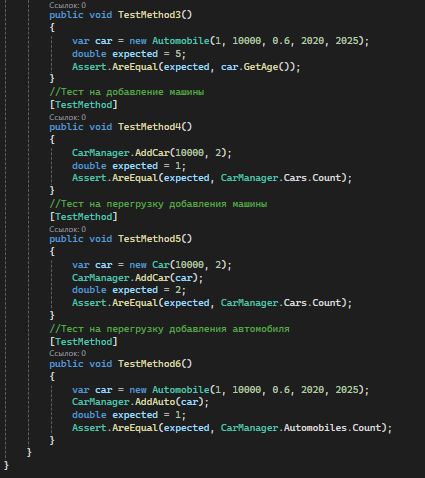 Ссылок: 0
public void TestMethod3()
{
var car = new Automobile(1, 10000, 0.6, 2020, 2025);
double expected = 5;
Assert.AreEqual(expected, car.GetAge());
}
//Тест на добавление машины
[TestMethod]
Ссылок: 0
public void TestMethod4()
{
CarManager.AddCar(10000, 2);
double expected = 1;
Assert.AreEqual(expected, CarManager.Cars.Count);
}
//Тест на перегрузку добавления машины
[TestMethod]
Ссылок: 0
public void TestMethod5()
{
var car = new Car(10000, 2);
CarManager.AddCar(car);
double expected = 2;
Assert.AreEqual(expected, CarManager.Cars.Count);
}
//Тест на перегрузку добавления автомобиля
[TestMethod]
Ссылок: 0
public void TestMethod6()
{
var car = new Automobile(1, 10000, 0.6, 2020, 2025);
CarManager.AddAuto(car);
double expected = 1;
Assert.AreEqual(expected, CarManager.Automobiles.Count);
}
}
}